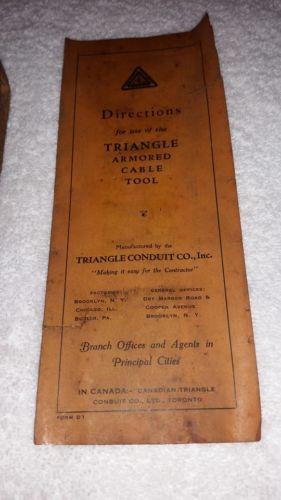 Directions
for use of the
TRIANGLE
ARMORED
CABLE
TOOL
Manufactured by the
TRIANGLE CONDUIT CO., Inc.
"Making it easy for the Contractor"
FACTORIES:
BROOKLYN, N. Y.
CHICAGO, ILL.
BUTLER, PA.
GENERAL OFFICES:
DRY HARBOR ROAD &
COOPER AVENUE
BROOKLYN, N. Y.
Branch Offices and Agents in
Principal Cities
IN CANADA:- CANADIAN TRIANGLE
CONDUIT CO., LTD., TORONTO
FORM D 1